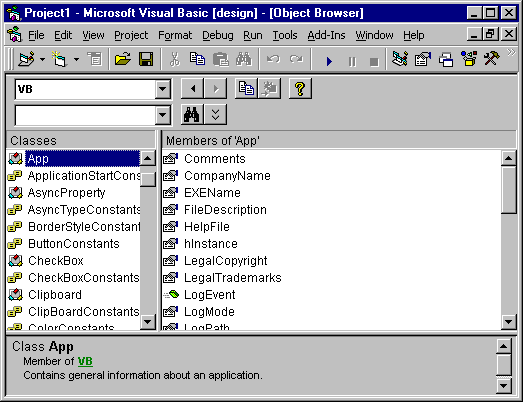 Project1 - Microsoft Visual Basic [design] - [Object Browser]
File Edit View Project Format Debug Run Tools Add-Ins Window Help
VB
Classes
App
ApplicationStartCons
AsyncProperty
AsyncTypeConstants
BorderStyleConstant
ButtonConstants
CheckBox
CheckBoxConstants
Clipboard
ClipBoardConstants
ColorConstants
Members of 'App'
Comments
CompanyName
EXEName
FileDescription
HelpFile
hInstance
LegalCopyright
LegalTrademarks
LogEvent
LogMode
LogPath
Class App
Member of VB
Contains general information about an application.